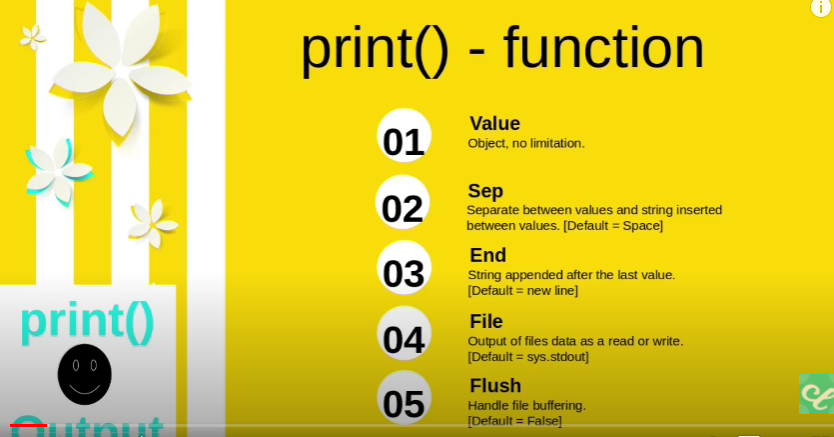 print() - function
01
Value
Object, no limitation.
02
Sep
Separate between values and string inserted
between values. [Default = Space]
03
End
String appended after the last value.
[Default = new line]
04
File
Output of files data as a read or write.
[Default = sys.stdout]
05
Flush
Handle file buffering.
[Default = False]
print()
Output
i